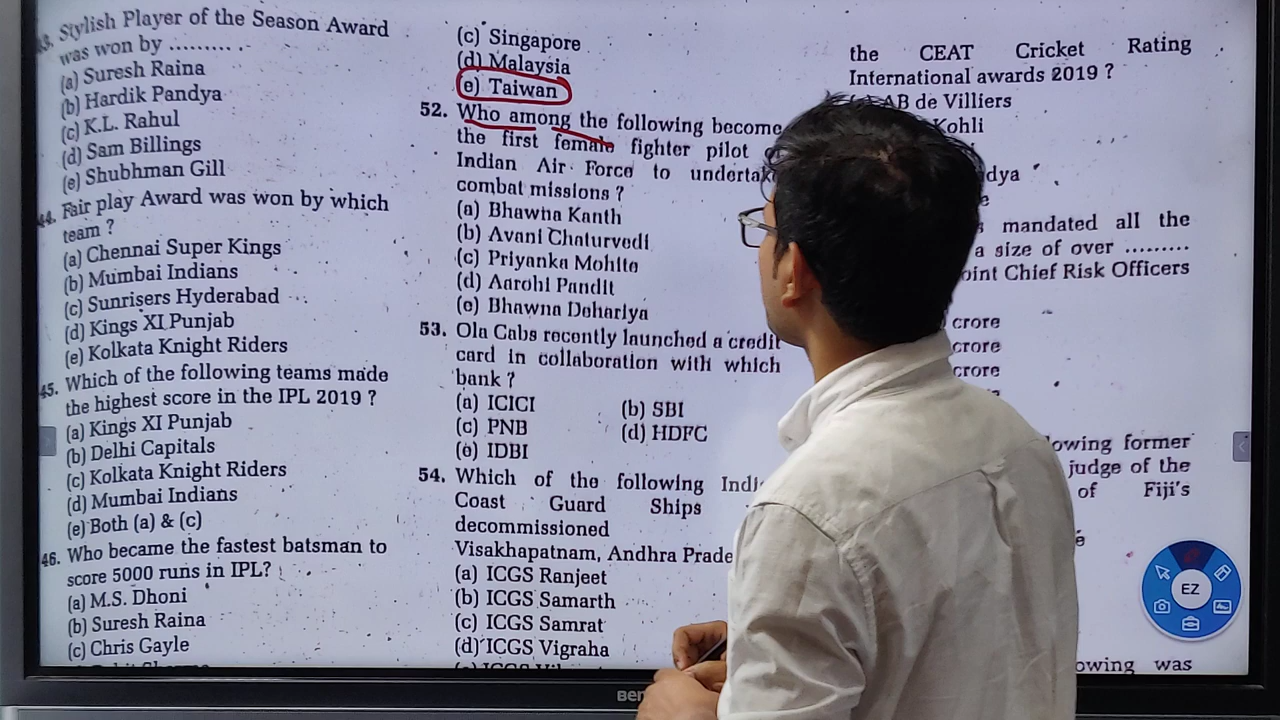 43. Stylish Player of the Season Award
was won by ..........
(a) Suresh Raina
(b) Hardik Pandya
(c) K.L. Rahul
(d) Sam Billings
(e) Shubhman Gill
44. Fair play Award was won by which
team ?
(a) Chennai Super Kings
(b) Mumbai Indians
(c) Sunrisers Hyderabad
(d) Kings XI Punjab
(e) Kolkata Knight Riders
45. Which of the following teams made
the highest score in the IPL 2019 ?
(a) Kings XI Punjab
(b) Delhi Capitals
(c) Kolkata Knight Riders
(d) Mumbai Indians
(e) Both (a) & (c)
46. Who became the fastest batsman to
score 5000 runs in IPL?
(a) M.S. Dhoni
(b) Suresh Raina
(c) Chris Gayle
(c) Singapore
(d) Malaysia
(e) Taiwan
52. Who among the following become
the first female fighter pilot
Indian Air Force to undertake
combat missions ?
(a) Bhawna Kanth
(b) Avani Chaturvedi
(c) Priyanka Mohite
(d) Aarohi Pandit
(e) Bhawna Dehariya
53. Ola Cabs recently launched a credit
card in collaboration with which
bank ?
(a) ICICI (b) SBI
(c) PNB (d) HDFC
(e) IDBI
54. Which of the following
Coast Guard Ships
decommissioned
Visakhapatnam, Andhra
(a) ICGS Ranjeet
(b) ICGS Samarth
(c) ICGS Samrat
(d) ICGS Vigraha
the CEAT Cricket Rating
International awards 2019 ?
AB de Villiers
Kohli
mandated all the
a size of over .........
Chief Risk Officers
crore
crore
crore
former
judge of the
of Fiji's
was
EZ